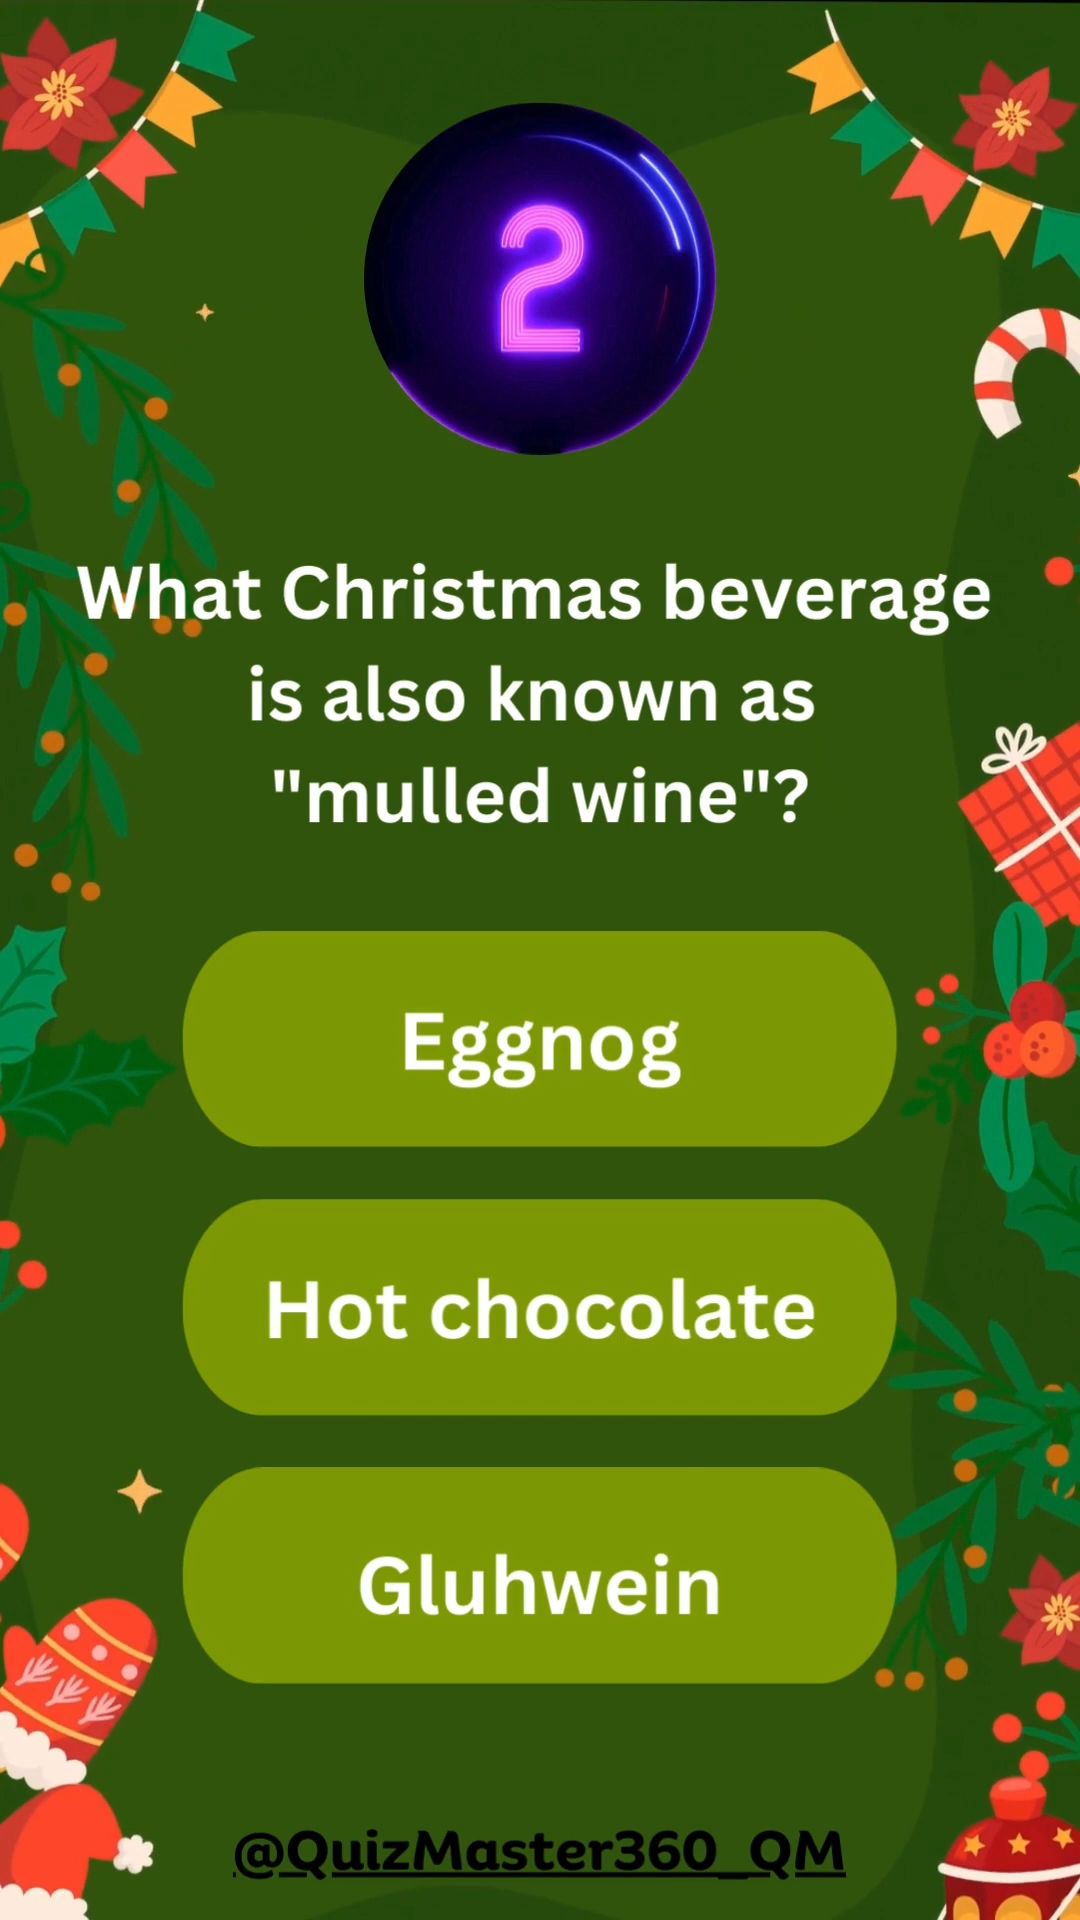 2
What Christmas beverage
is also known as
"mulled wine"?
Eggnog
Hot chocolate
Gluhwein
@QuizMaster360_QM